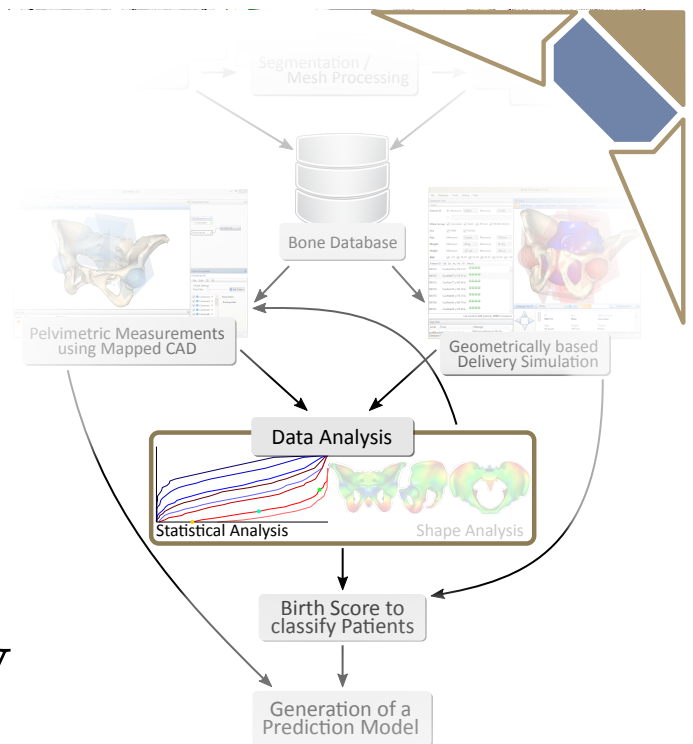 Segmentation /
Mesh Processing
Bone Database
Pelvimetric Measurements
using Mapped CAD
Geometrically based
Delivery Simulation
Data Analysis
Statistical Analysis
Shape Analysis
Birth Score to
classify Patients
Generation of a
Prediction Model